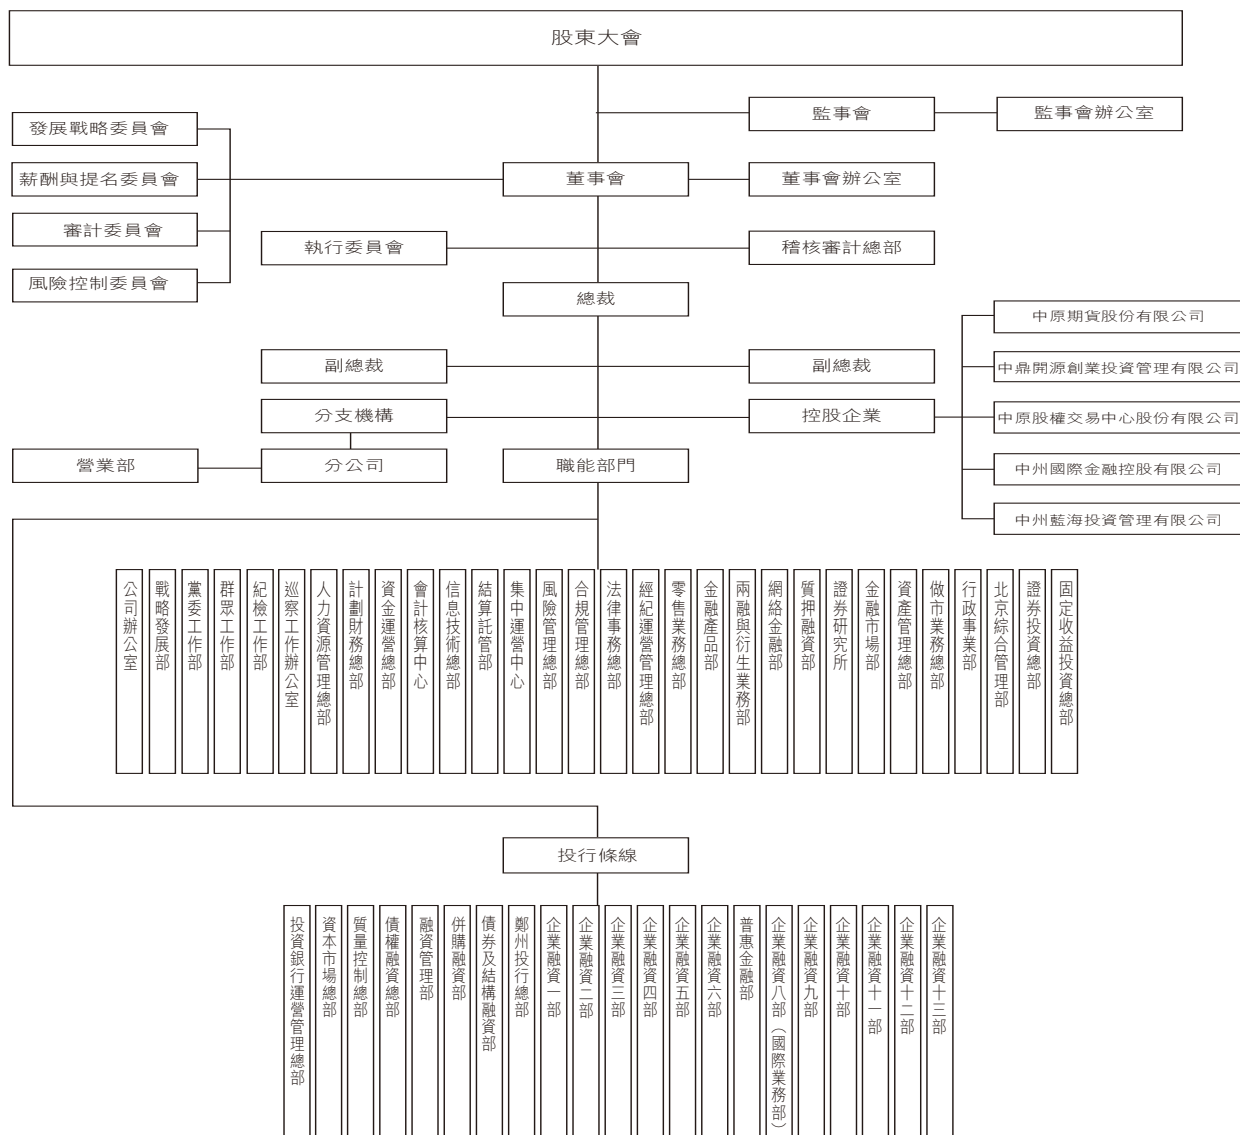 股東大會
監事會
監事會辦公室
發展戰略委員會
薪酬與提名委員會
董事會
董事會辦公室
審計委員會
執行委員會
稽核審計總部
風險控制委員會
總裁
中原期貨股份有限公司
副總裁
副總裁
中鼎開源創業投資管理有限公司
分支機構
控股企業
中原股權交易中心股份有限公司
營業部
分公司
職能部門
中州國際金融控股有限公司
中州藍海投資管理有限公司
公司辦公室
戰略發展部
黨委工作部
群眾工作部
紀檢工作部
巡察工作辦公室
人力資源管理總部
計劃財務總部
資金運營總部
會計核算中心
信息技術總部
結算託管部
集中運營中心
風險管理總部
合規管理總部
法律事務總部
經紀運營管理總部
零售業務總部
金融產品部
兩融與衍生業務部
網絡金融部
質押融資部
證券研究所
金融市場部
資產管理總部
做市業務總部
行政事業部
北京綜合管理部
證券投資總部
固定收益投資總部
投行條線
投資銀行運營管理總部
資本市場總部
質量控制總部
債權融資總部
融資管理部
併購融資部
債券及結構融資部
鄭州投行總部
企業融資一部
企業融資二部
企業融資三部
企業融資四部
企業融資五部
企業融資六部
普惠金融部
企業融資八部（國際業務部）
企業融資九部
企業融資十部
企業融資十一部
企業融資十二部
企業融資十三部